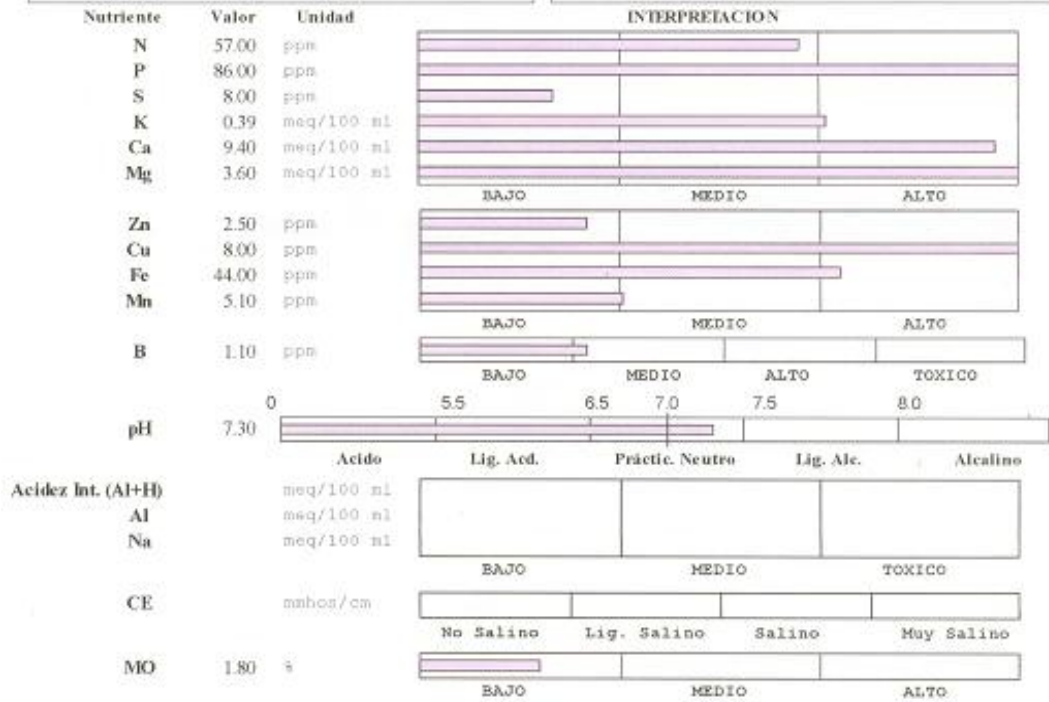 Nutriente Valor Unidad INTERPRETACION
N 57.00 ppm
P 86.00 ppm
S 8.00 ppm
K 0.39 meq/100 ml
Ca 9.40 meq/100 ml
Mg 3.60 meq/100 ml
BAJO MEDIO ALTO
Zn 2.50 ppm
Cu 8.00 ppm
Fe 44.00 ppm
Mn 5.10 ppm
BAJO MEDIO ALTO
B 1.10 ppm
BAJO MEDIO ALTO TOXICO
0 5.5 6.5 7.0 7.5 8.0
pH 7.30
Acido Lig. Acd. Práctic. Neutro Lig. Alc. Alcalino
Acidez Int. (Al+H) meq/100 ml
Al meq/100 ml
Na meq/100 ml
BAJO MEDIO TOXICO
CE mmhos/cm
No Salino Lig. Salino Salino Muy Salino
MO 1.80 %
BAJO MEDIO ALTO